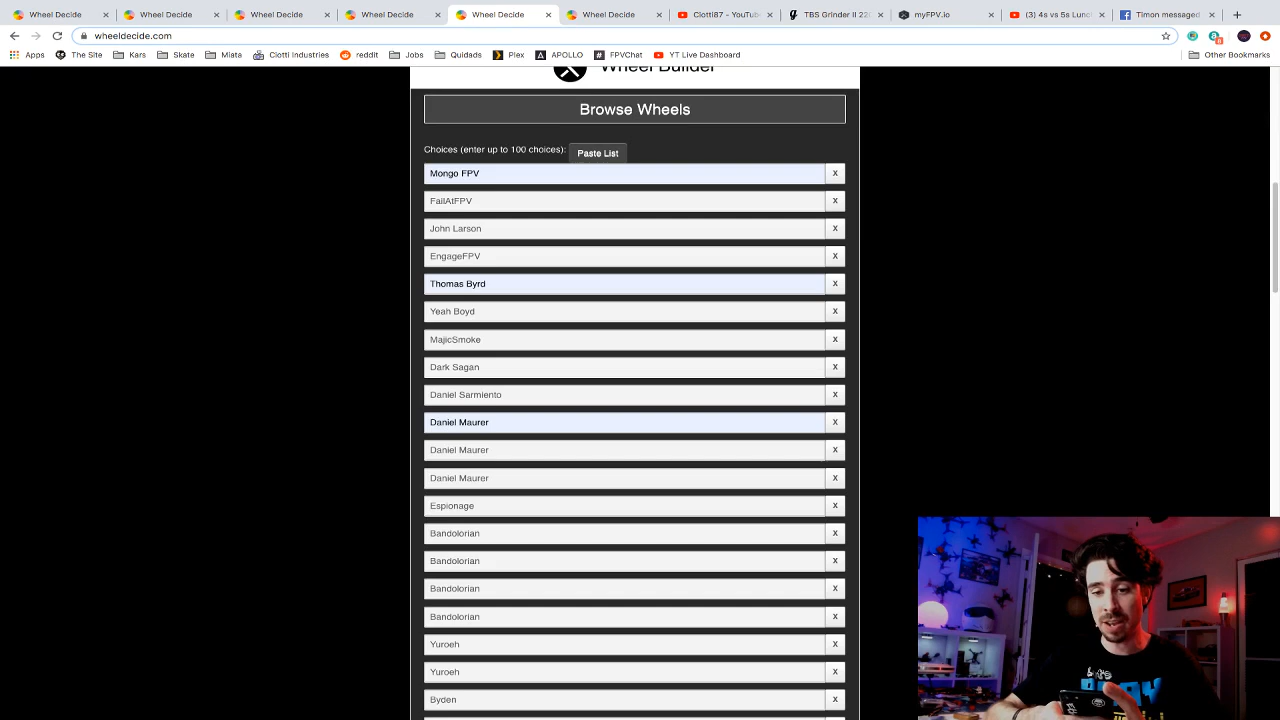 Wheel Decide
Wheel Decide
Wheel Decide
Wheel Decide
Wheel Decide
Wheel Decide
Ciotti87 - YouTube
TBS Grinder II 22
myFPV.io
(3) 4s vs 5s Lunch
Timon messaged
wheeldecide.com
Apps
The Site
Kars
Skate
Miata
Ciotti Industries
reddit
Jobs
Quidads
Plex
APOLLO
FPVChat
YT Live Dashboard
Other Bookmarks
Wheel Builder
Browse Wheels
Choices (enter up to 100 choices):
Paste List
Mongo FPV X
FailAtFPV X
John Larson X
EngageFPV X
Thomas Byrd X
Yeah Boyd X
MajicSmoke X
Dark Sagan X
Daniel Sarmiento X
Daniel Maurer X
Daniel Maurer X
Daniel Maurer X
Espionage X
Bandolorian X
Bandolorian X
Bandolorian X
Bandolorian X
Yuroeh X
Yuroeh X
Byden X